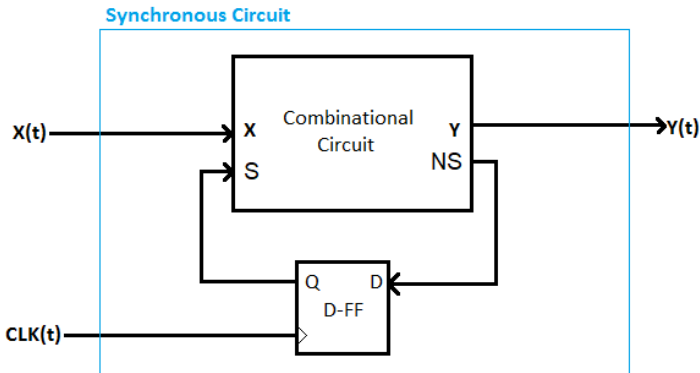 Synchronous Circuit
X(t)
X
Combinational
Circuit
Y
Y(t)
S
NS
Q
D
D-FF
CLK(t)